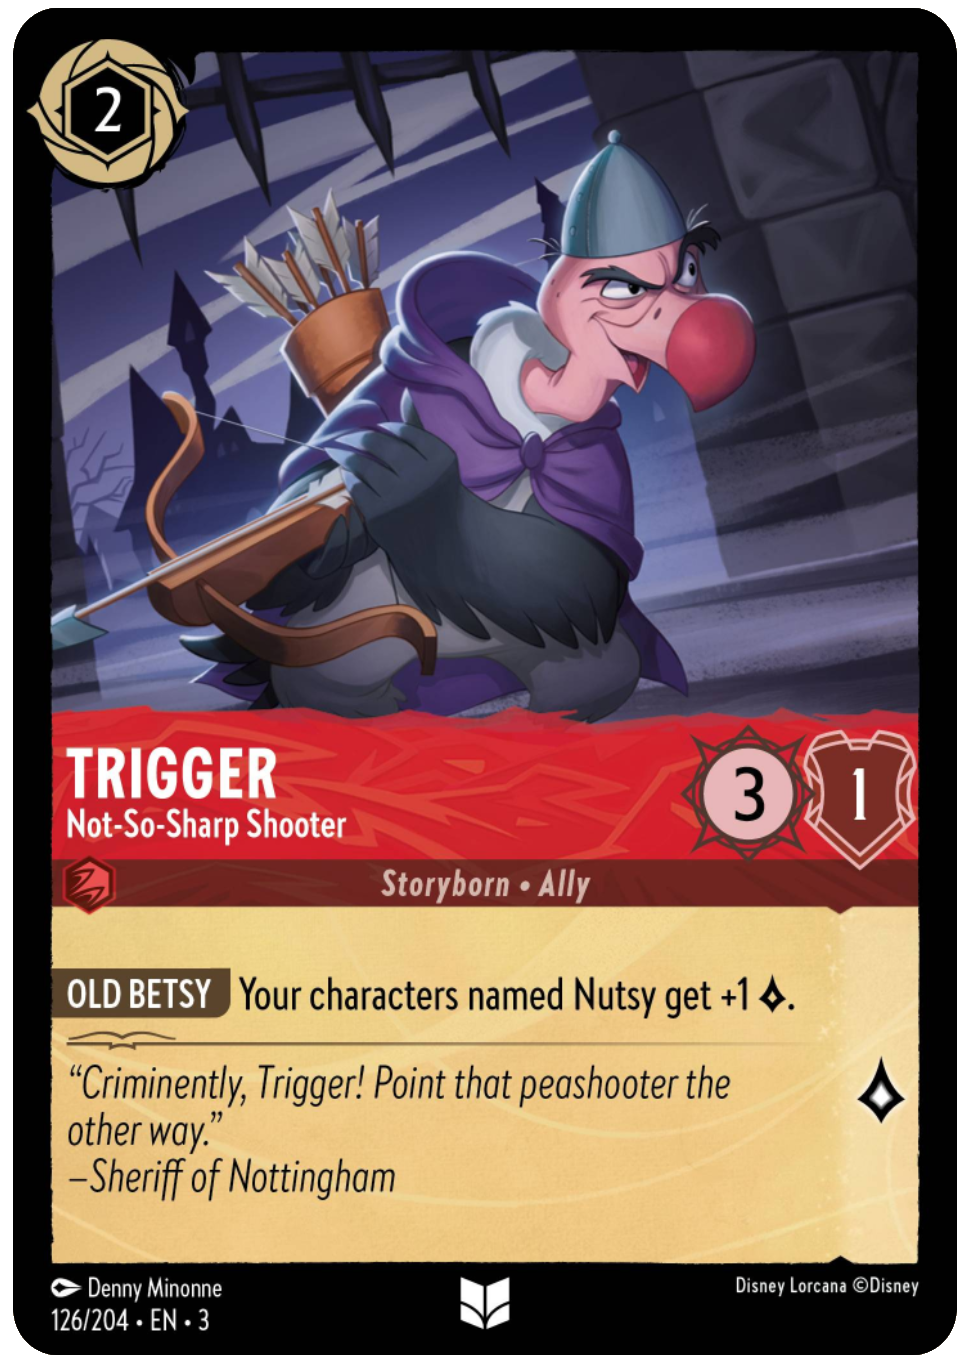 2
TRIGGER
Not-So-Sharp Shooter
3
1
Storyborn • Ally
OLD BETSY Your characters named Nutsy get +1 .
“Criminently, Trigger! Point that peashooter the
other way.”
–Sheriff of Nottingham
Denny Minonne
126/204 • EN • 3
Disney Lorcana ©Disney